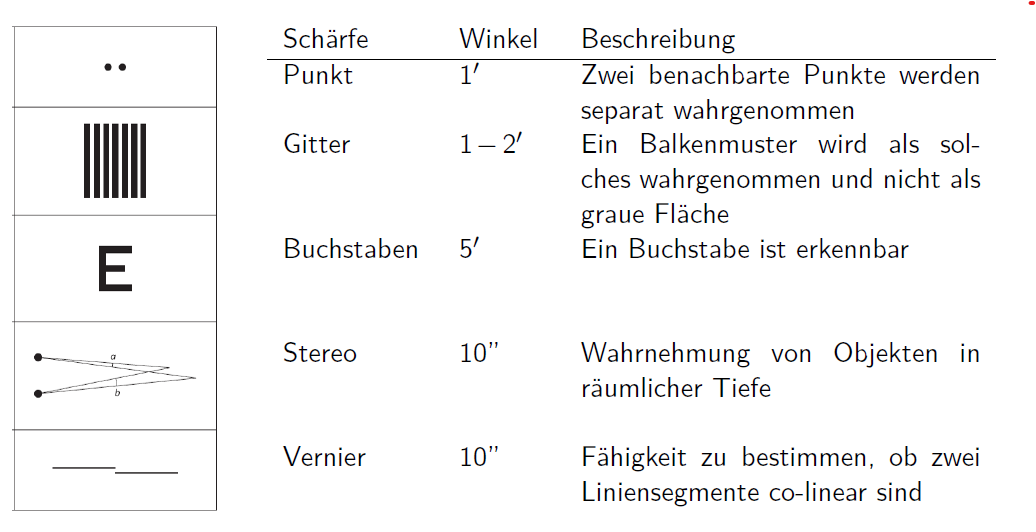 Schärfe Winkel Beschreibung
Punkt 1′ Zwei benachbarte Punkte werden
separat wahrgenommen
Gitter 1 – 2′ Ein Balkenmuster wird als sol-
ches wahrgenommen und nicht als
graue Fläche
E
Buchstaben 5′ Ein Buchstabe ist erkennbar
a
b
Stereo 10” Wahrnehmung von Objekten in
räumlicher Tiefe
Vernier 10” Fähigkeit zu bestimmen, ob zwei
Liniensegmente co-linear sind